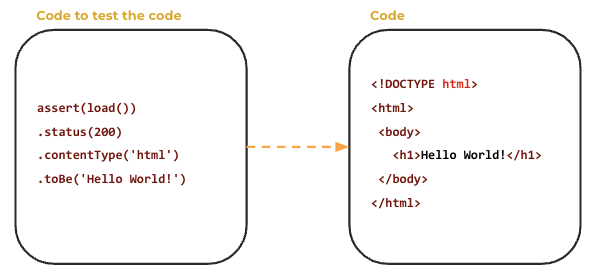 Code to test the code
assert(load())
.status(200)
.contentType('html')
.toBe('Hello World!')
Code
<!DOCTYPE html>
<html>
<body>
<h1>Hello World!</h1>
</body>
</html>